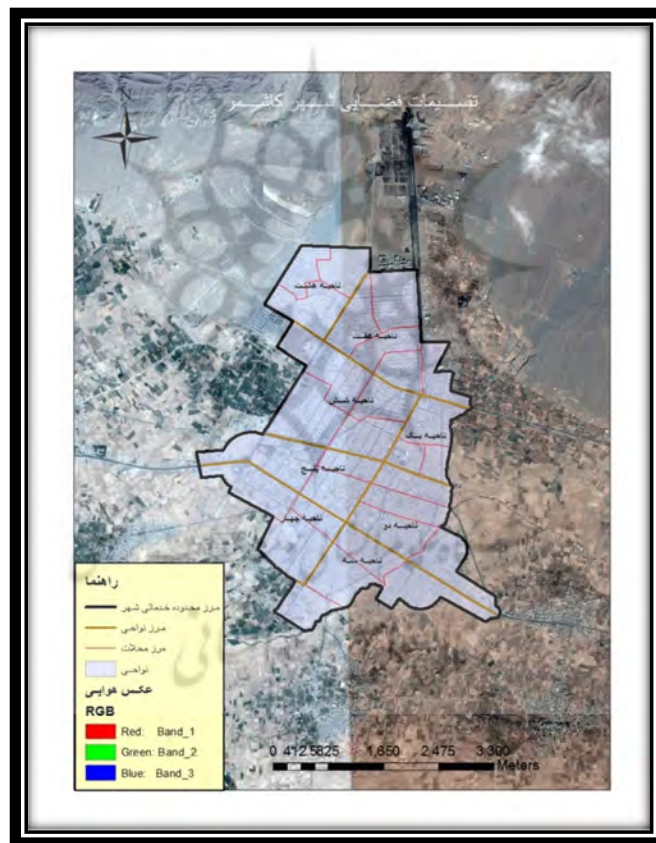 تقسیمات فضایی شهر کاشمر
N
ناحیه هشت
ناحیه هفت
ناحیه شش
ناحیه یک
ناحیه پنج
ناحیه چهار
ناحیه دو
ناحیه سه
راهنما
مرز محدوده خدماتی شهر
مرز نواحی
مرز محلات
نواحی
عکس هوایی
RGB
Red: Band_1
Green: Band_2
Blue: Band_3
0 412.5825 1,650 2,475 3,300
Meters